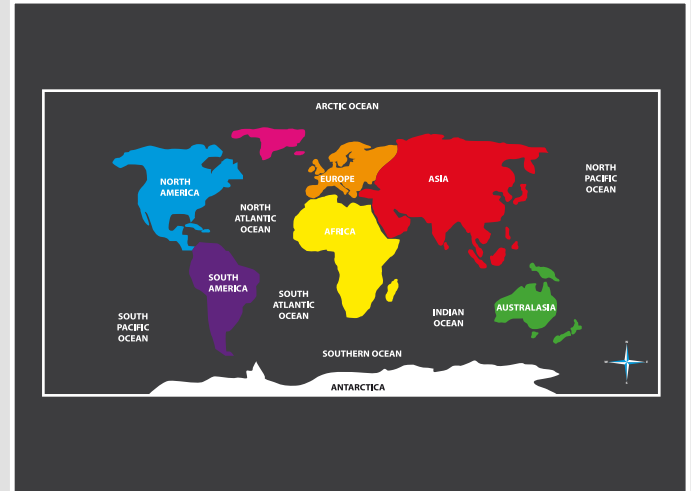 ARCTIC OCEAN
NORTH
AMERICA
EUROPE
ASIA
NORTH
PACIFIC
OCEAN
NORTH
ATLANTIC
OCEAN
AFRICA
SOUTH
AMERICA
SOUTH
ATLANTIC
OCEAN
SOUTH
PACIFIC
OCEAN
INDIAN
OCEAN
AUSTRALASIA
SOUTHERN OCEAN
ANTARCTICA